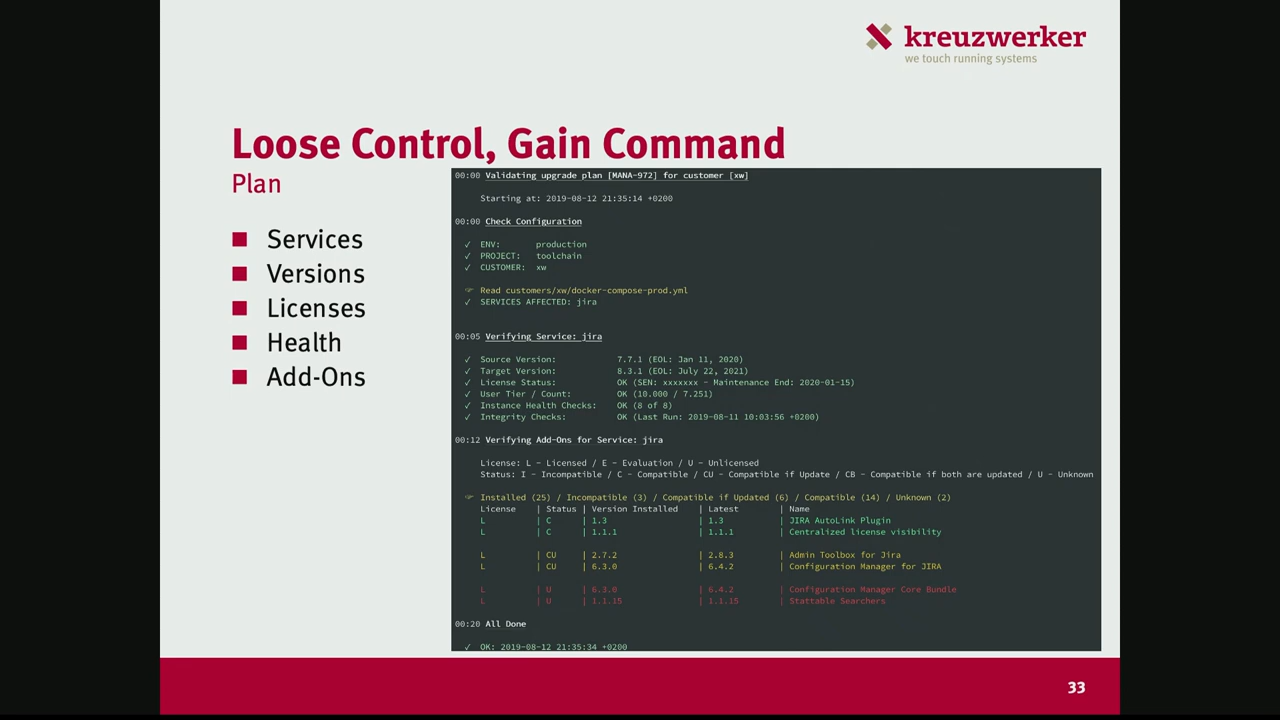 kreuzwerker
we touch running systems
Loose Control, Gain Command
Plan
Services
Versions
Licenses
Health
Add-Ons
00:00 Validating upgrade plan [MANA-972] for customer [xw]
Starting at: 2019-08-12 21:35:14 +0200
00:00 Check Configuration
✓ ENV: production
✓ PROJECT: toolchain
✓ CUSTOMER: xw
☞ Read customers/xw/docker-compose-prod.yml
✓ SERVICES AFFECTED: jira
00:05 Verifying Service: jira
✓ Source Version: 7.7.1 (EOL: Jan 11, 2020)
✓ Target Version: 8.3.1 (EOL: July 22, 2021)
✓ License Status: OK (SEN: xxxxxxx – Maintenance End: 2020-01-15)
✓ User Tier / Count: OK (10.000 / 7.251)
✓ Instance Health Checks: OK (8 of 8)
✓ Integrity Checks: OK (Last Run: 2019-08-11 10:03:56 +0200)
00:12 Verifying Add-Ons for Service: jira
License: L – Licensed / E – Evaluation / U – Unlicensed
Status: I – Incompatible / C – Compatible / CU – Compatible if Update / CB – Compatible if both are updated / U – Unknown
☞ Installed (25) / Incompatible (3) / Compatible if Updated (6) / Compatible (14) / Unknown (2)
License | Status | Version Installed | Latest | Name
L | C | 1.3 | 1.3 | JIRA AutoLink Plugin
L | C | 1.1.1 | 1.1.1 | Centralized license visibility
L | CU | 2.7.2 | 2.8.3 | Admin Toolbox for Jira
L | CU | 6.3.0 | 6.4.2 | Configuration Manager for JIRA
L | U | 6.3.0 | 6.4.2 | Configuration Manager Core Bundle
L | U | 1.1.15 | 1.1.15 | Stattable Searchers
00:20 All Done
✓ OK: 2019-08-12 21:35:34 +0200
33